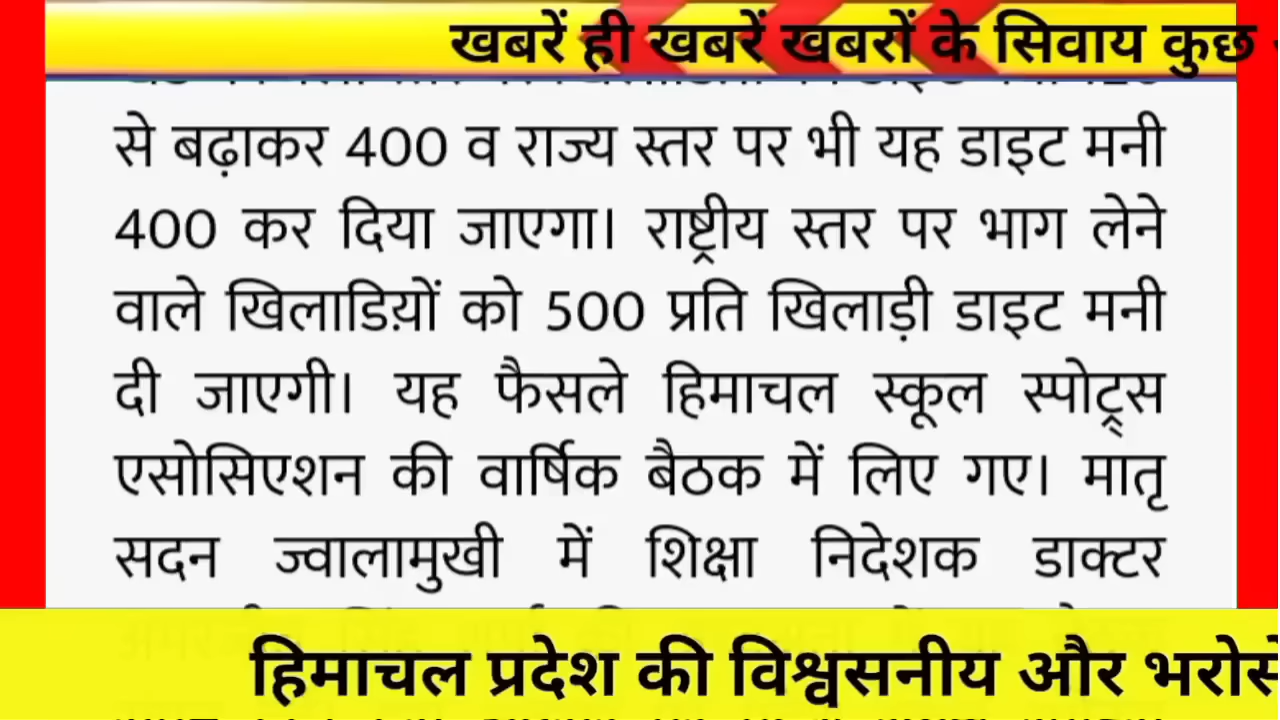 खबरें ही खबरें खबरों के सिवाय कुछ
से बढ़ाकर 400 व राज्य स्तर पर भी यह डाइट मनी
400 कर दिया जाएगा। राष्ट्रीय स्तर पर भाग लेने
वाले खिलाडिय़ों को 500 प्रति खिलाड़ी डाइट मनी
दी जाएगी। यह फैसले हिमाचल स्कूल स्पोट्र्स
एसोसिएशन की वार्षिक बैठक में लिए गए। मातृ
सदन ज्वालामुखी में शिक्षा निदेशक डाक्टर
हिमाचल प्रदेश की विश्वसनीय और